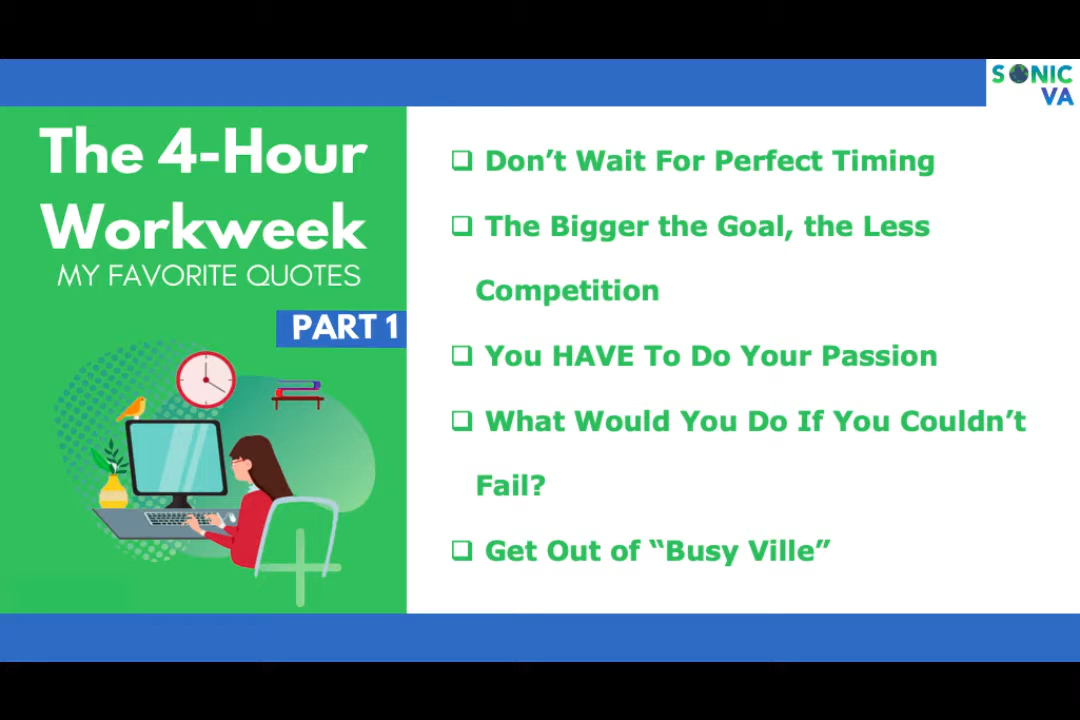 SONIC
VA
The 4-Hour
Workweek
MY FAVORITE QUOTES
PART 1
❑ Don’t Wait For Perfect Timing
❑ The Bigger the Goal, the Less
Competition
❑ You HAVE To Do Your Passion
❑ What Would You Do If You Couldn’t
Fail?
❑ Get Out of “Busy Ville”